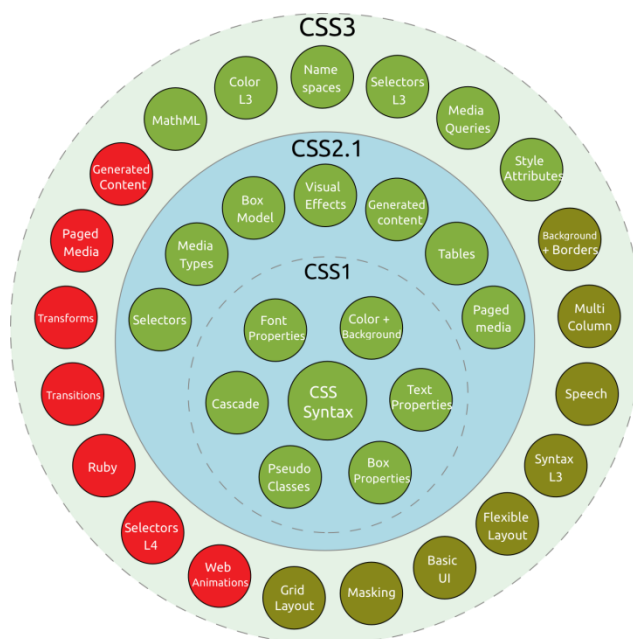 CSS3
Name
spaces
Color
L3
Selectors
L3
MathML
Media
Queries
Generated
Content
Style
Attributes
Paged
Media
Background
+ Borders
Transforms
Multi
Column
Transitions
Speech
Ruby
Syntax
L3
Selectors
L4
Flexible
Layout
Web
Animations
Grid
Layout
Masking
Basic
UI
CSS2.1
Visual
Effects
Box
Model
Generated
content
Media
Types
Tables
Selectors
Paged
media
CSS1
Font
Properties
Color +
Background
Cascade
CSS
Syntax
Text
Properties
Pseudo
Classes
Box
Properties